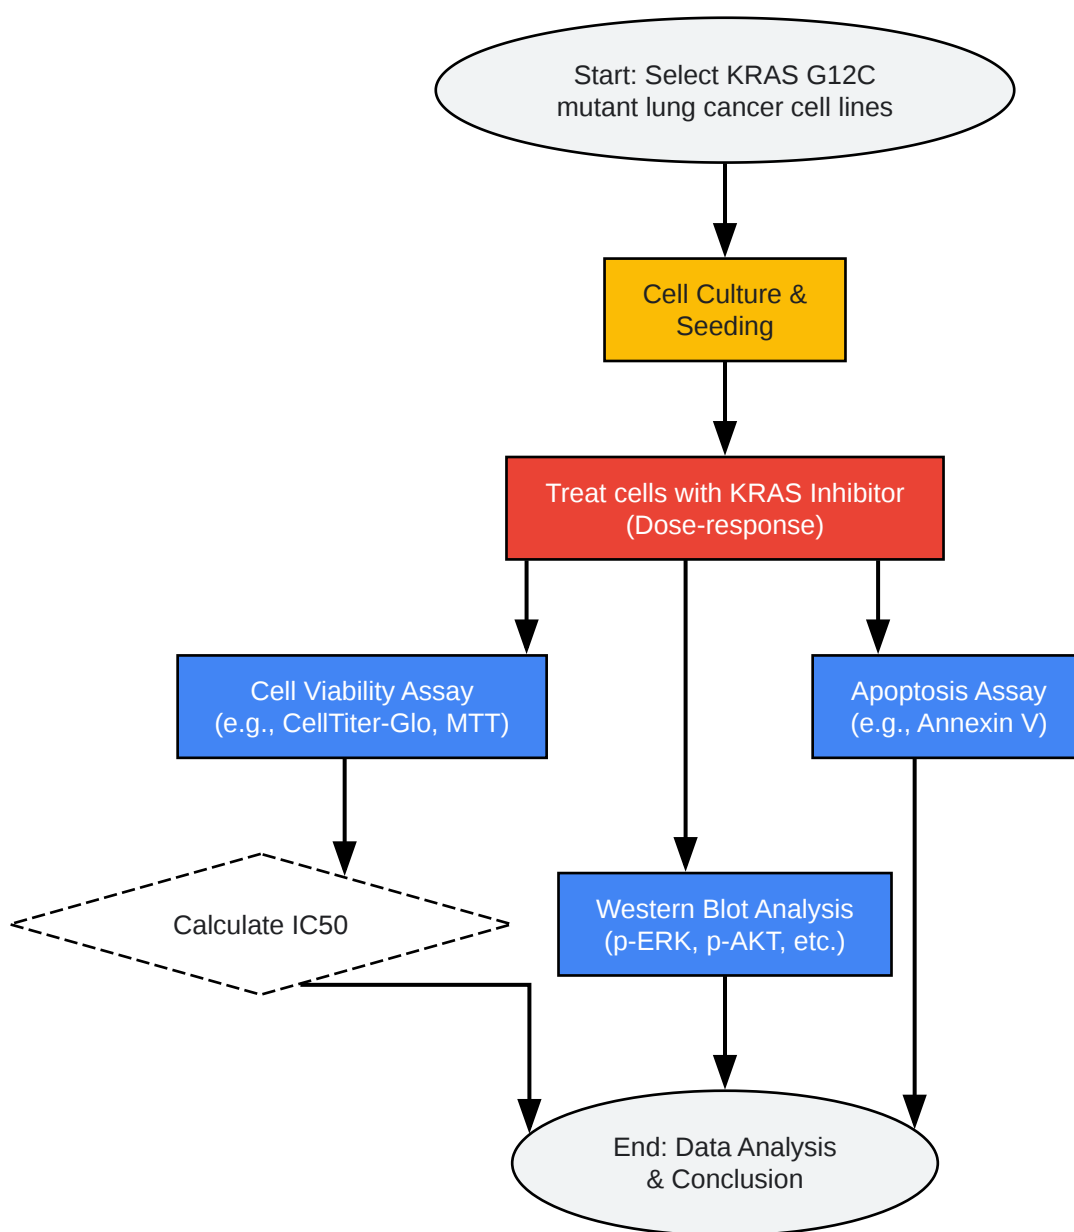 Start: Select KRAS G12C
mutant lung cancer cell lines
Cell Culture &
Seeding
Treat cells with KRAS Inhibitor
(Dose-response)
Cell Viability Assay
(e.g., CellTiter-Glo, MTT)
Apoptosis Assay
(e.g., Annexin V)
Calculate IC50
Western Blot Analysis
(p-ERK, p-AKT, etc.)
End: Data Analysis
& Conclusion